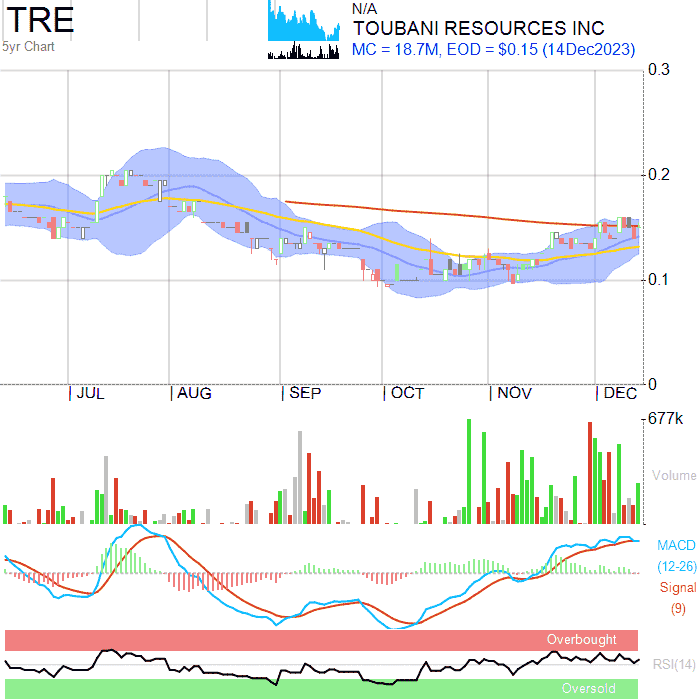 TRE
5yr Chart
N/A
TOUBANI RESOURCES INC
MC = 18.7M, EOD = $0.15 (14Dec2023)
0.3
0.2
0.1
0
JUL
AUG
SEP
OCT
NOV
DEC
677k
Volume
MACD
(12-26)
Signal
(9)
Overbought
RSI(14)
Oversold